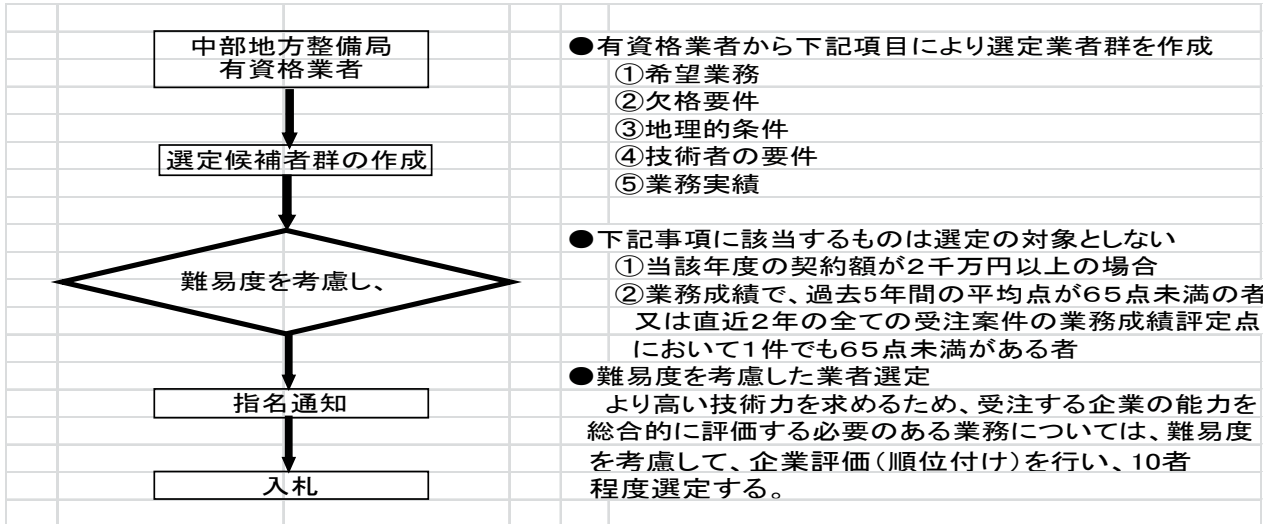 中部地方整備局
有資格業者
選定候補者群の作成
難易度を考慮し、
指名通知
入札
●有資格業者から下記項目により選定業者群を作成
①希望業務
②欠格要件
③地理的条件
④技術者の要件
⑤業務実績
●下記事項に該当するものは選定の対象としない
①当該年度の契約額が２千万円以上の場合
②業務成績で、過去5年間の平均点が６５点未満の者
又は直近２年の全ての受注案件の業務成績評定点
において１件でも６５点未満がある者
●難易度を考慮した業者選定
より高い技術力を求めるため、受注する企業の能力を
総合的に評価する必要のある業務については、難易度
を考慮して、企業評価（順位付け）を行い、10者
程度選定する。